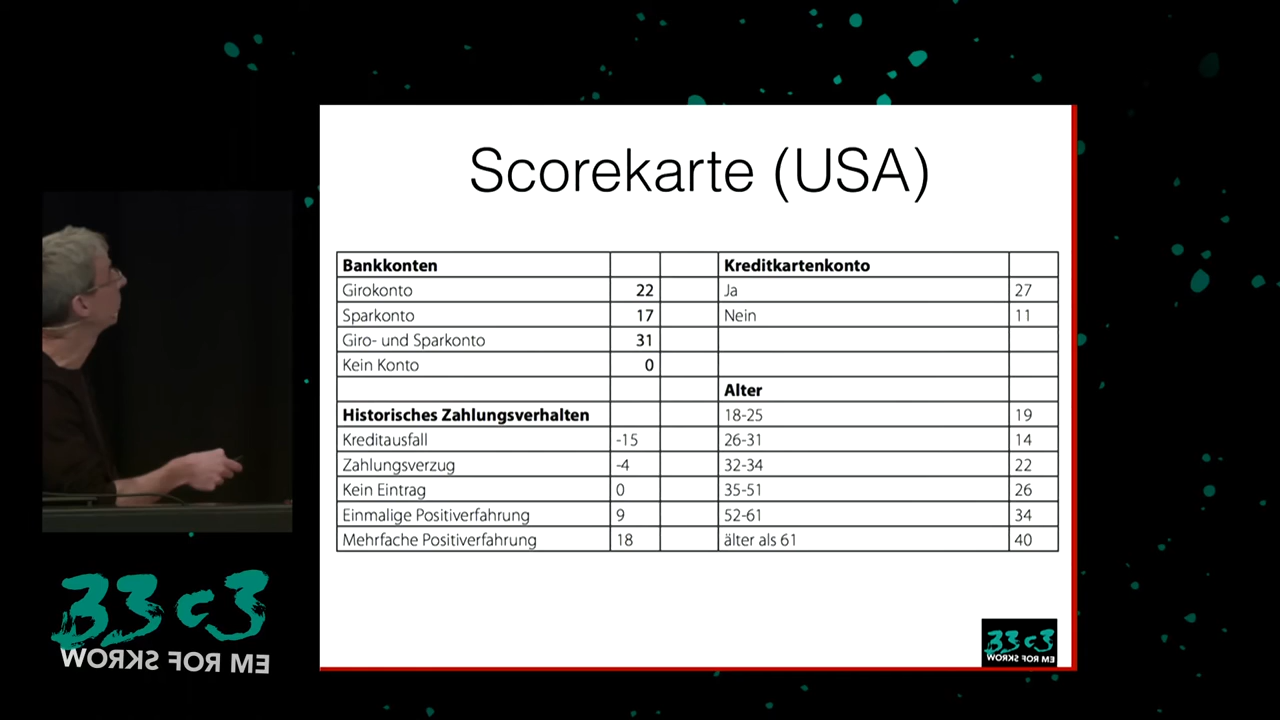 Scorekarte (USA)
Bankkonten Kreditkartenkonto
Girokonto 22 Ja 27
Sparkonto 17 Nein 11
Giro- und Sparkonto 31
Kein Konto 0
Alter
Historisches Zahlungsverhalten 18-25 19
Kreditausfall -15 26-31 14
Zahlungsverzug -4 32-34 22
Kein Eintrag 0 35-51 26
Einmalige Positiverfahrung 9 52-61 34
Mehrfache Positiverfahrung 18 älter als 61 40
33c3
WORKS FOR ME
33c3
WORKS FOR ME